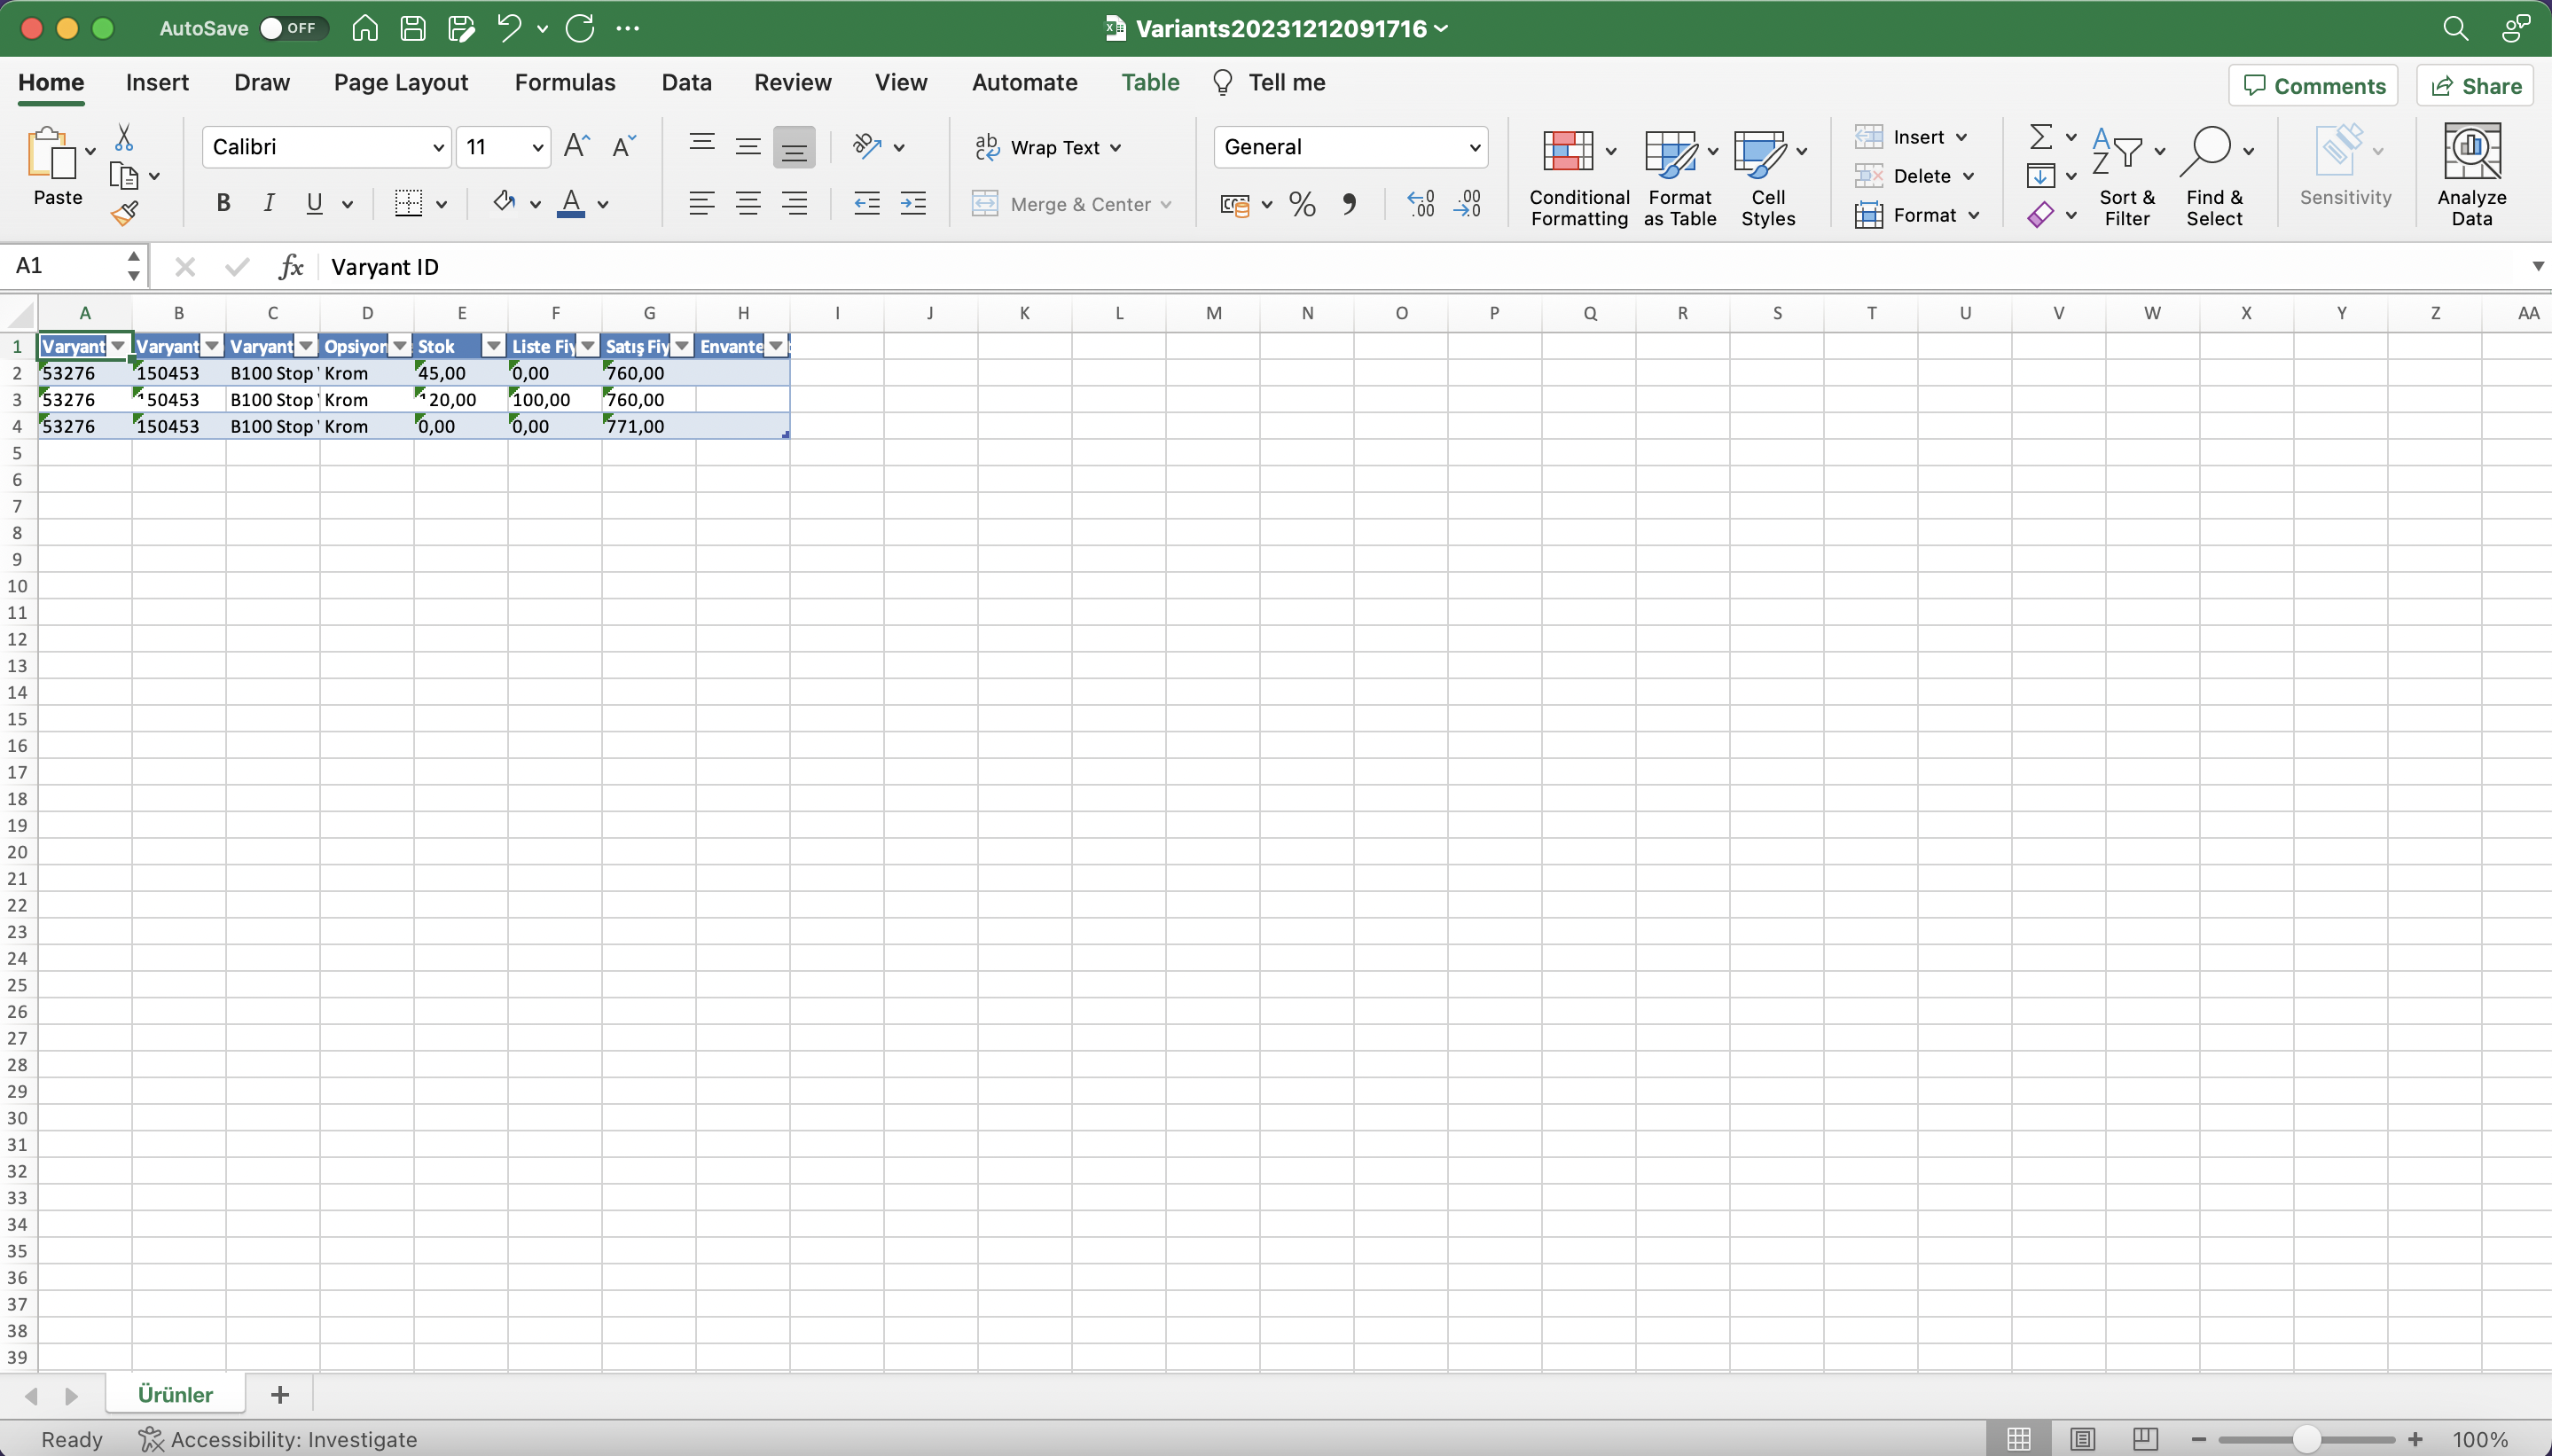 AutoSave OFF Variants20231212091716
Home Insert Draw Page Layout Formulas Data Review View Automate Table Tell me Comments Share
Paste Calibri 11 Wrap Text General Conditional Formatting Format as Table Cell Styles Insert Sort & Filter Find & Select Sensitivity Analyze Data
B I U Merge & Center % Delete
Format
A1 fx Varyant ID
A B C D E F G H I J K L M N O P Q R S T U V W X Y Z AA
1 Varyant Varyant Varyant Opsiyon Stok Liste Fiy Satış Fiy Envante
2 53276 150453 B100 Stop Krom 45,00 0,00 760,00
3 53276 150453 B100 Stop Krom 120,00 100,00 760,00
4 53276 150453 B100 Stop Krom 0,00 0,00 771,00
5
6
7
8
9
10
11
12
13
14
15
16
17
18
19
20
21
22
23
24
25
26
27
28
29
30
31
32
33
34
35
36
37
38
39
Ürünler
Ready Accessibility: Investigate 100%